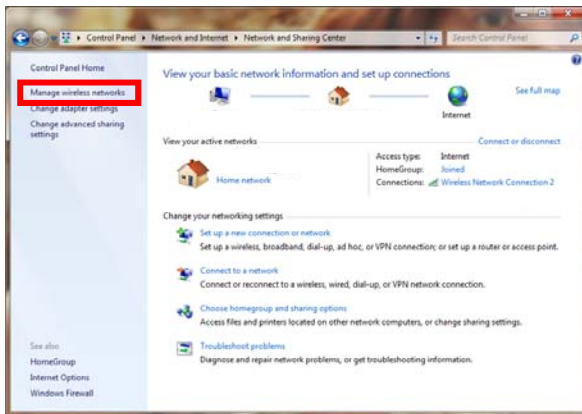 Control Panel ▸ Network and Internet ▸ Network and Sharing Center
Search Control Panel
Control Panel Home
Manage wireless networks
Change adapter settings
Change advanced sharing
settings
View your basic network information and set up connections
See full map
Internet
View your active networks
Connect or disconnect
Home network
Access type: Internet
HomeGroup: Joined
Connections: Wireless Network Connection 2
Change your networking settings
Set up a new connection or network
Set up a wireless, broadband, dial-up, ad hoc, or VPN connection; or set up a router or access point.
Connect to a network
Connect or reconnect to a wireless, wired, dial-up, or VPN network connection.
Choose homegroup and sharing options
Access files and printers located on other network computers, or change sharing settings.
Troubleshoot problems
Diagnose and repair network problems, or get troubleshooting information.
See also
HomeGroup
Internet Options
Windows Firewall